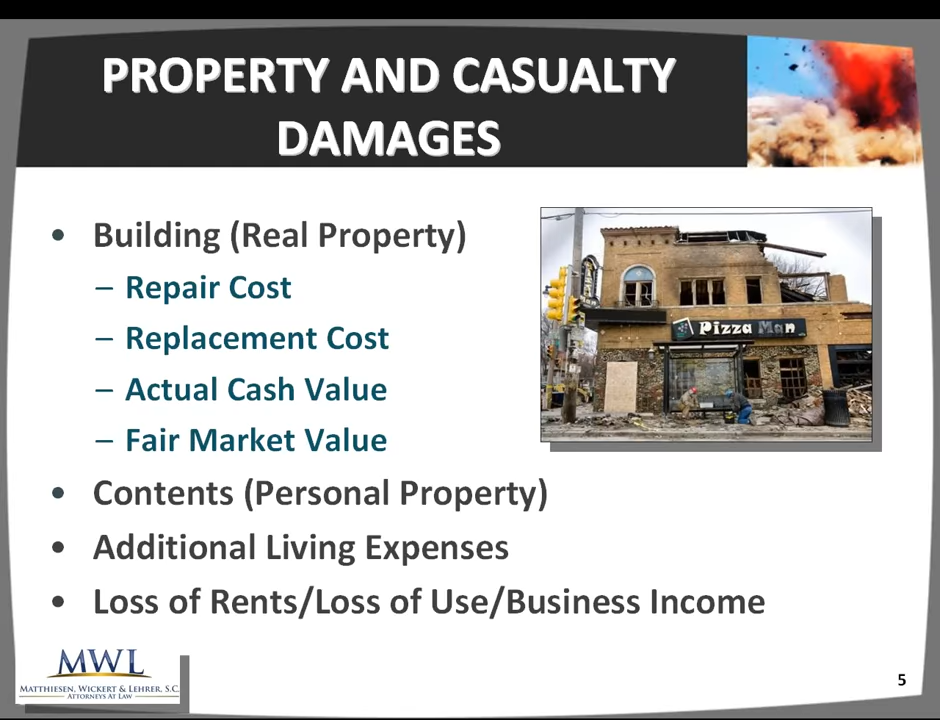 PROPERTY AND CASUALTY
DAMAGES
• Building (Real Property)
– Repair Cost
– Replacement Cost
– Actual Cash Value
– Fair Market Value
Pizza Man
• Contents (Personal Property)
• Additional Living Expenses
• Loss of Rents/Loss of Use/Business Income
MWL
MATTHIESEN, WICKERT & LEHRER, S.C.
ATTORNEYS AT LAW
5